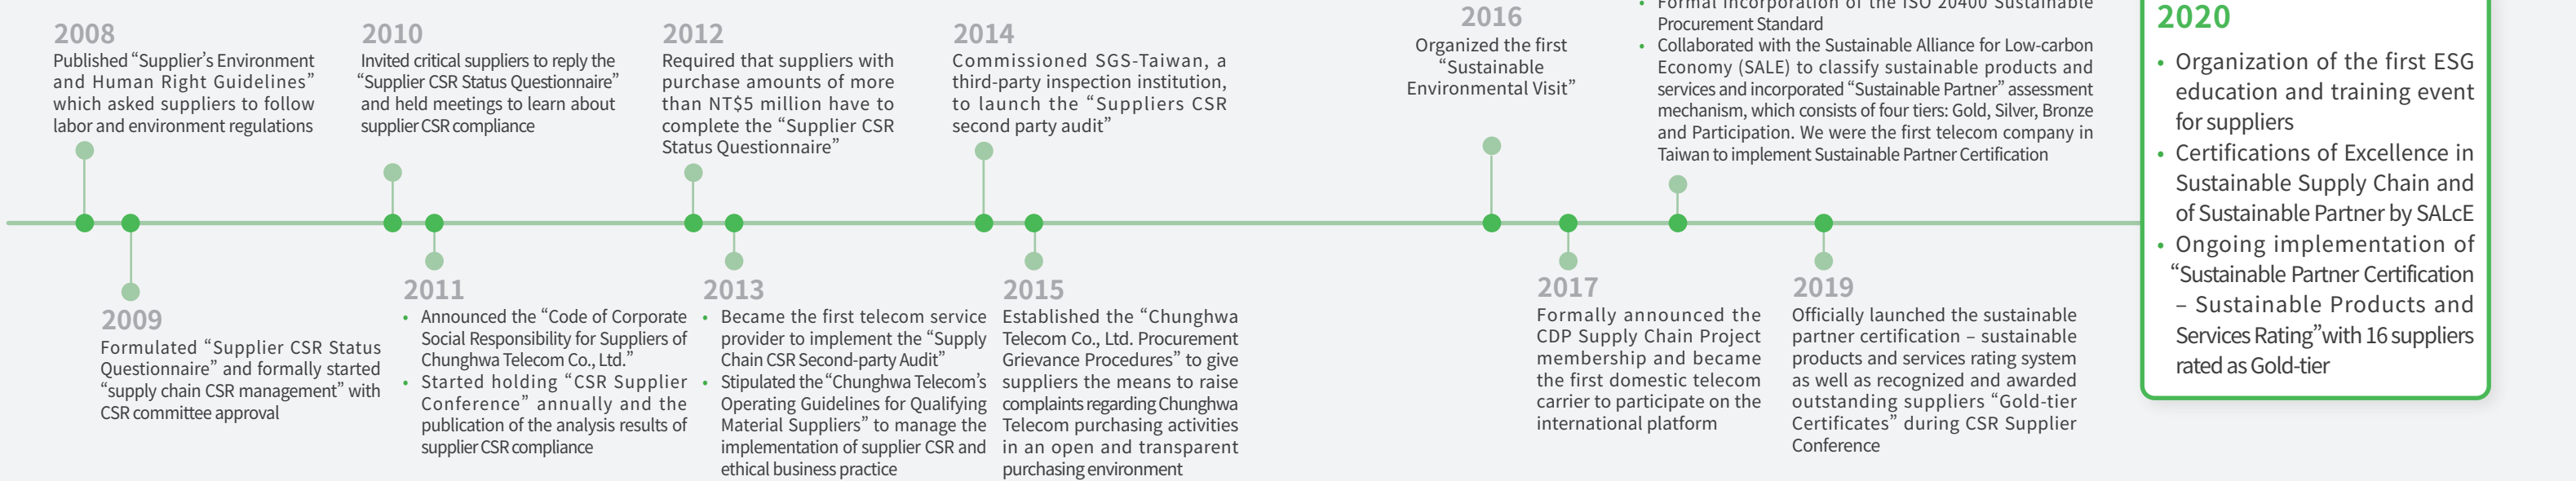 2008
Published “Supplier’s Environment
and Human Right Guidelines”
which asked suppliers to follow
labor and environment regulations
2009
Formulated “Supplier CSR Status
Questionnaire” and formally started
“supply chain CSR management” with
CSR committee approval
2010
Invited critical suppliers to reply the
“Supplier CSR Status Questionnaire”
and held meetings to learn about
supplier CSR compliance
2011
• Announced the “Code of Corporate
Social Responsibility for Suppliers of
Chunghwa Telecom Co., Ltd.”
• Started holding “CSR Supplier
Conference” annually and the
publication of the analysis results of
supplier CSR compliance
2012
Required that suppliers with
purchase amounts of more
than NT$5 million have to
complete the “Supplier CSR
Status Questionnaire”
2013
• Became the first telecom service
provider to implement the “Supply
Chain CSR Second-party Audit”
• Stipulated the “Chunghwa Telecom’s
Operating Guidelines for Qualifying
Material Suppliers” to manage the
implementation of supplier CSR and
ethical business practice
2014
Commissioned SGS-Taiwan, a
third-party inspection institution,
to launch the “Suppliers CSR
second party audit”
2015
Established the “Chunghwa
Telecom Co., Ltd. Procurement
Grievance Procedures” to give
suppliers the means to raise
complaints regarding Chunghwa
Telecom purchasing activities
in an open and transparent
purchasing environment
2016
Organized the first
“Sustainable
Environmental Visit”
2017
Formally announced the
CDP Supply Chain Project
membership and became
the first domestic telecom
carrier to participate on the
international platform
• Formal incorporation of the ISO 20400 Sustainable
Procurement Standard
• Collaborated with the Sustainable Alliance for Low-carbon
Economy (SALE) to classify sustainable products and
services and incorporated “Sustainable Partner” assessment
mechanism, which consists of four tiers: Gold, Silver, Bronze
and Participation. We were the first telecom company in
Taiwan to implement Sustainable Partner Certification
2019
Officially launched the sustainable
partner certification – sustainable
products and services rating system
as well as recognized and awarded
outstanding suppliers “Gold-tier
Certificates” during CSR Supplier
Conference
2020
• Organization of the first ESG
education and training event
for suppliers
• Certifications of Excellence in
Sustainable Supply Chain and
of Sustainable Partner by SALcE
• Ongoing implementation of
“Sustainable Partner Certification
– Sustainable Products and
Services Rating”with 16 suppliers
rated as Gold-tier